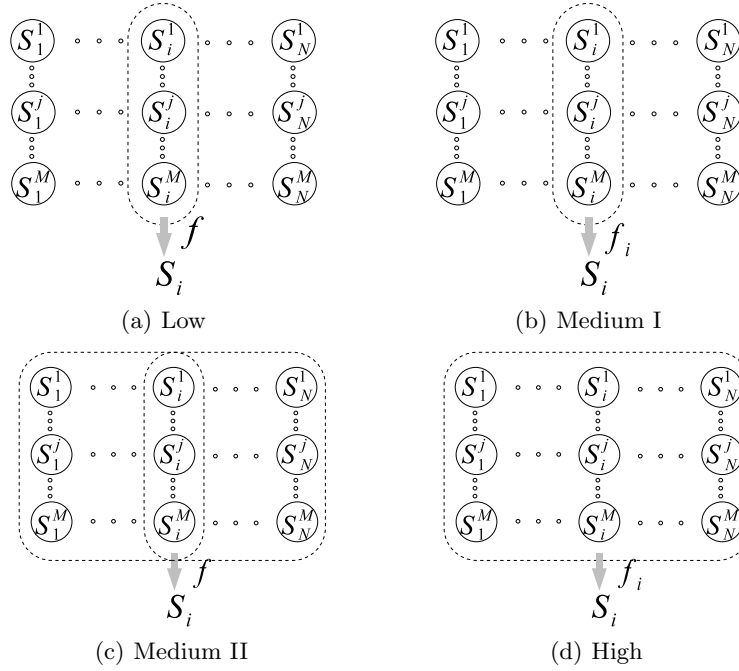 S_1^1 S_i^1 S_N^1
S_1^j S_i^j S_N^j
S_1^M S_i^M S_N^M
f
S_i
(a) Low
S_1^1 S_i^1 S_N^1
S_1^j S_i^j S_N^j
S_1^M S_i^M S_N^M
f_i
S_i
(b) Medium I
S_1^1 S_i^1 S_N^1
S_1^j S_i^j S_N^j
S_1^M S_i^M S_N^M
f
S_i
(c) Medium II
S_1^1 S_i^1 S_N^1
S_1^j S_i^j S_N^j
S_1^M S_i^M S_N^M
f_i
S_i
(d) High